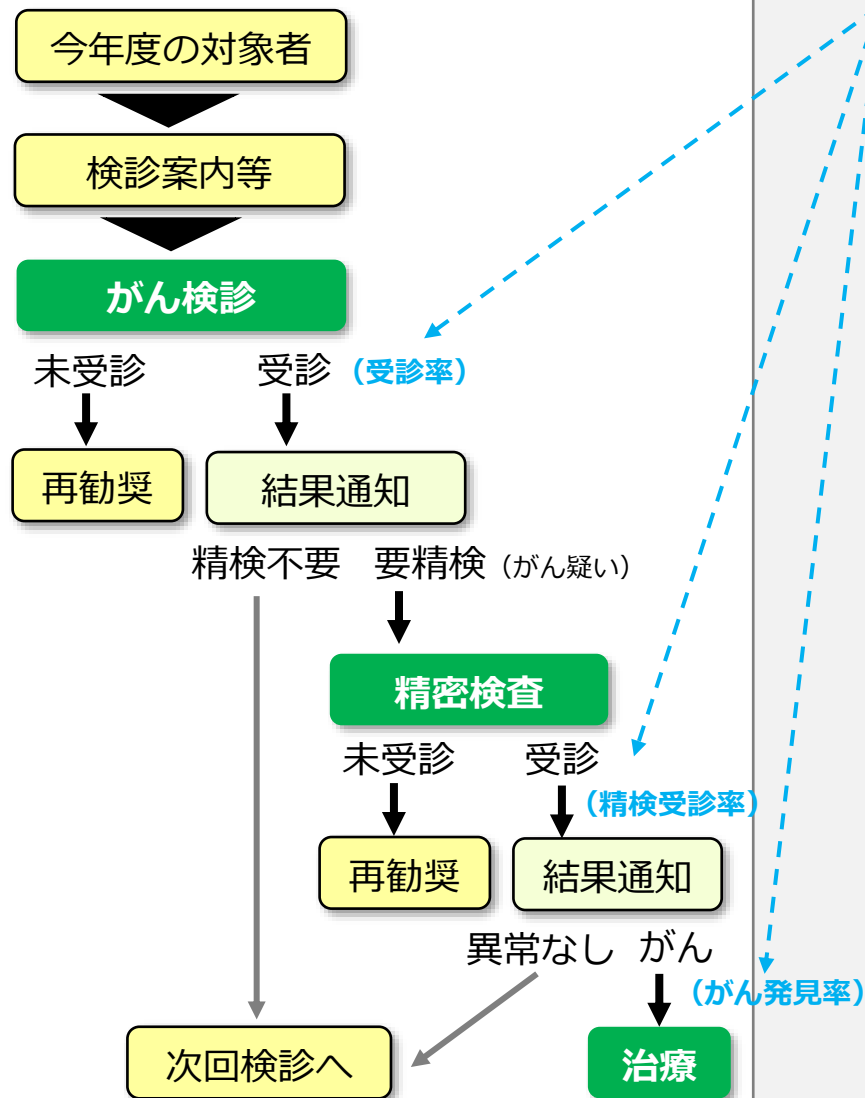 今年度の対象者
検診案内等
がん検診
未受診 受診 (受診率)
再勧奨 結果通知
精検不要 要精検 (がん疑い)
精密検査
未受診 受診
(精検受診率)
再勧奨 結果通知
異常なし がん
(がん発見率)
次回検診へ 治療